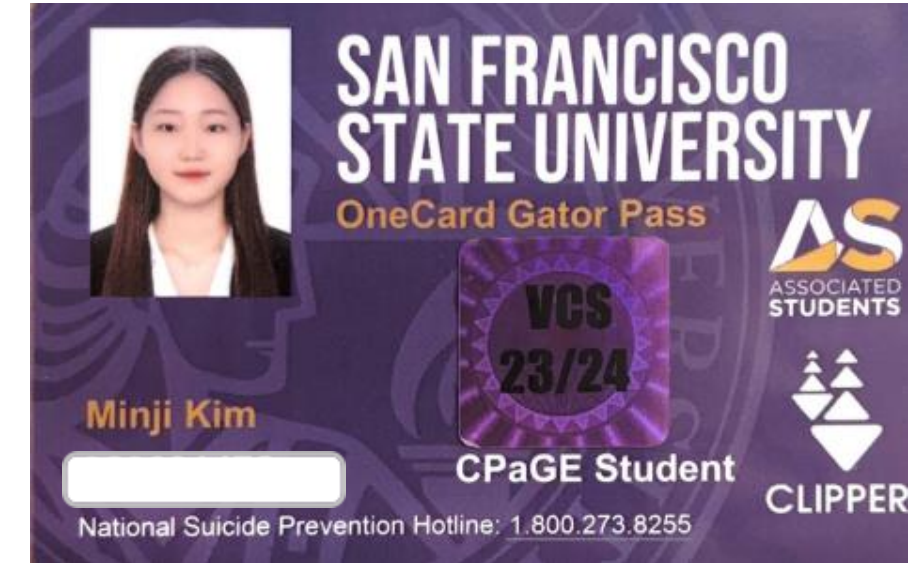 SAN FRANCISCO
STATE UNIVERSITY
OneCard Gator Pass
AS
ASSOCIATED
STUDENTS
VCS
23/24
Minji Kim
CPaGE Student
CLIPPER
National Suicide Prevention Hotline: 1.800.273.8255